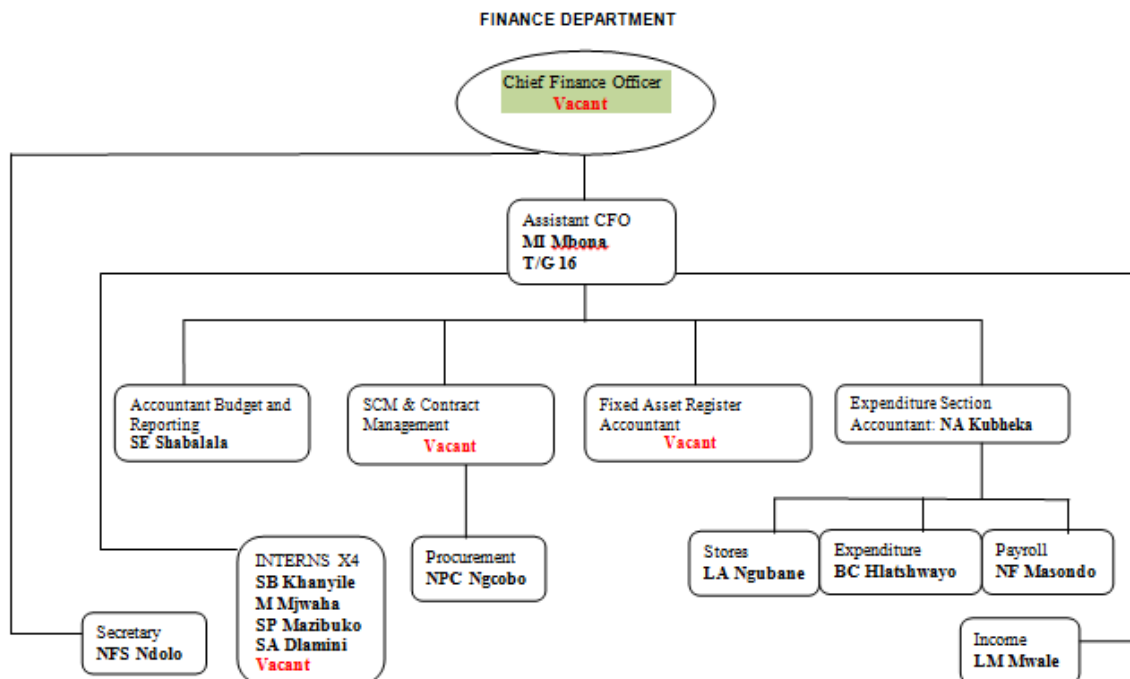 FINANCE DEPARTMENT
Chief Finance Officer
Vacant
Assistant CFO
MI Mbona
T/G 16
Accountant Budget and
Reporting
SE Shabalala
SCM & Contract
Management
Vacant
Fixed Asset Register
Accountant
Vacant
Expenditure Section
Accountant: NA Kubheka
INTERNS X4
SB Khanyile
M Mjwaha
SP Mazibuko
SA Dlamini
Vacant
Procurement
NPC Ngcobo
Stores
LA Ngubane
Expenditure
BC Hlatshwayo
Payroll
NF Masondo
Secretary
NFS Ndolo
Income
LM Mwale